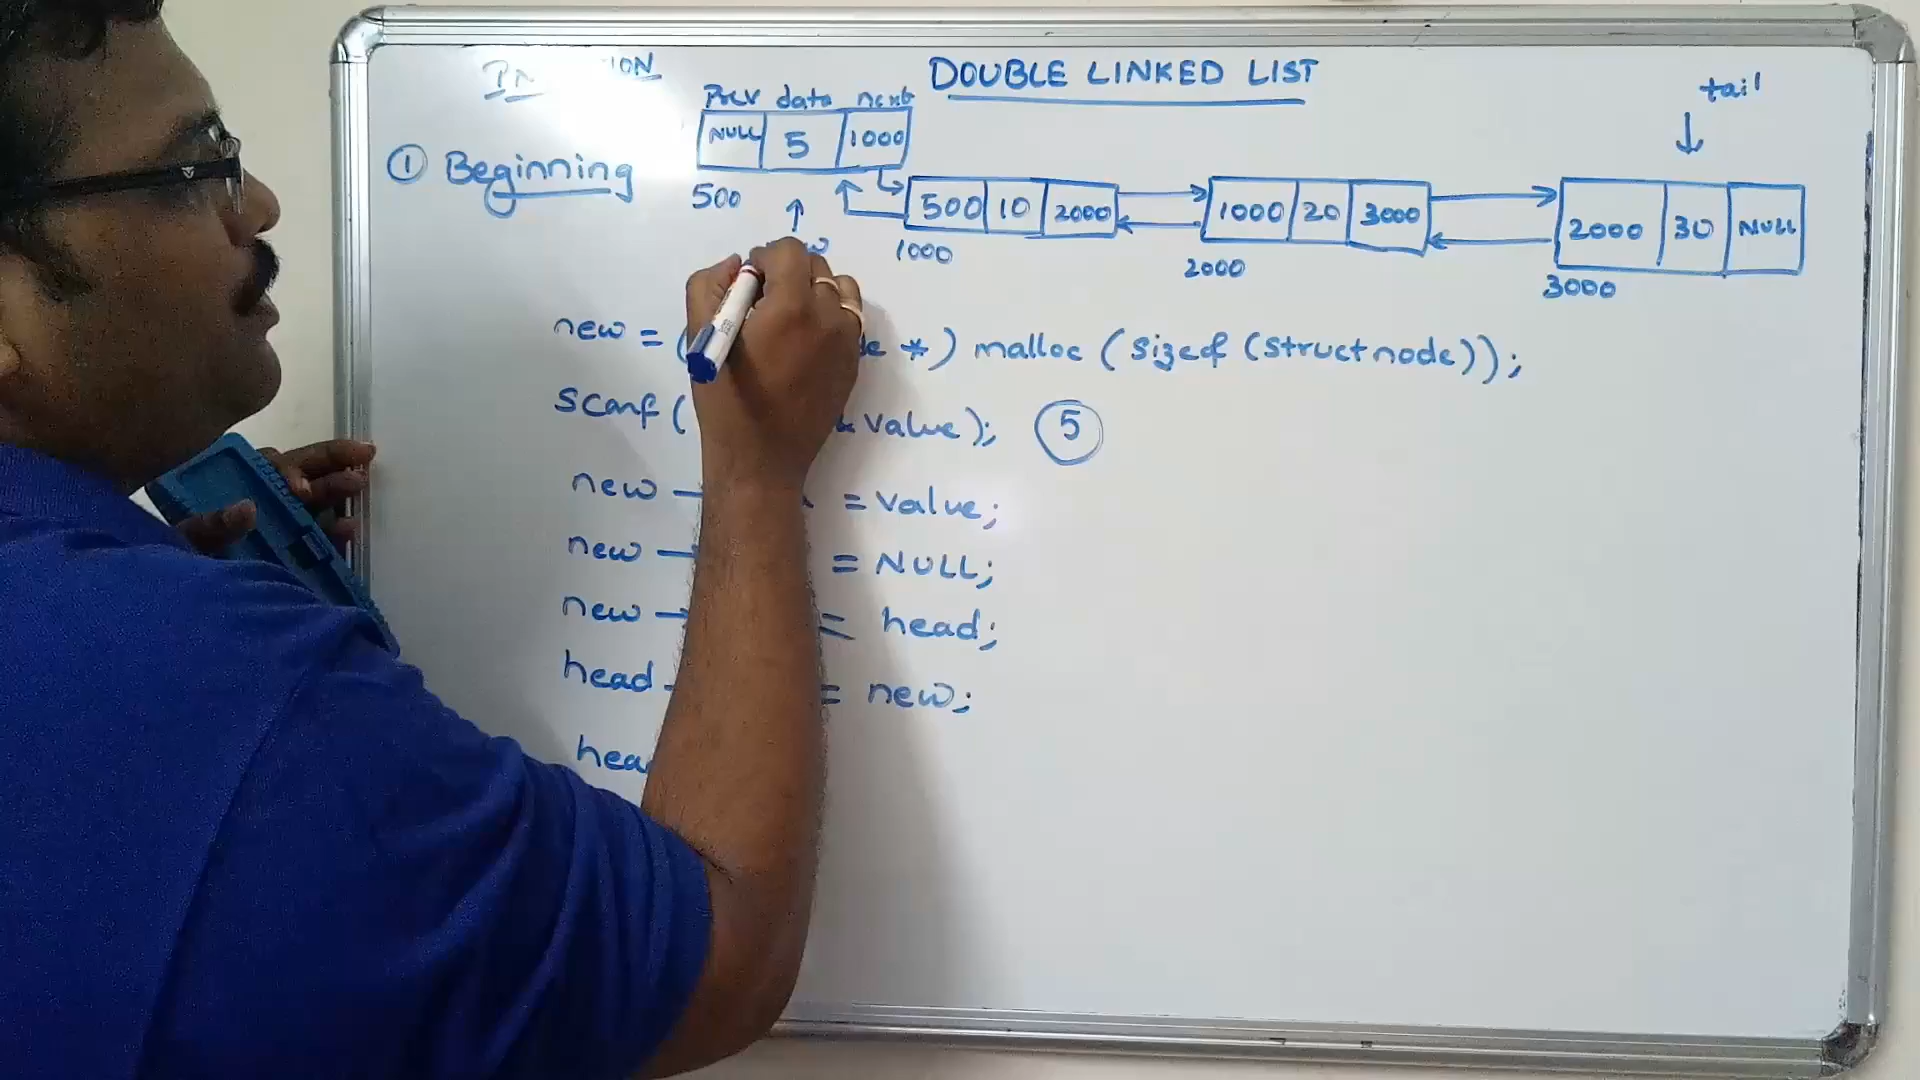 DOUBLE LINKED LIST
tail
Prev data next
NULL 5 1000
① Beginning
500
500 10 2000
1000 20 3000
2000 30 NULL
1000
2000
3000
new = ( *) malloc (sizeof (struct node));
scanf ( &value); 5
new → = value;
new → = NULL;
new → = head;
head - = new;